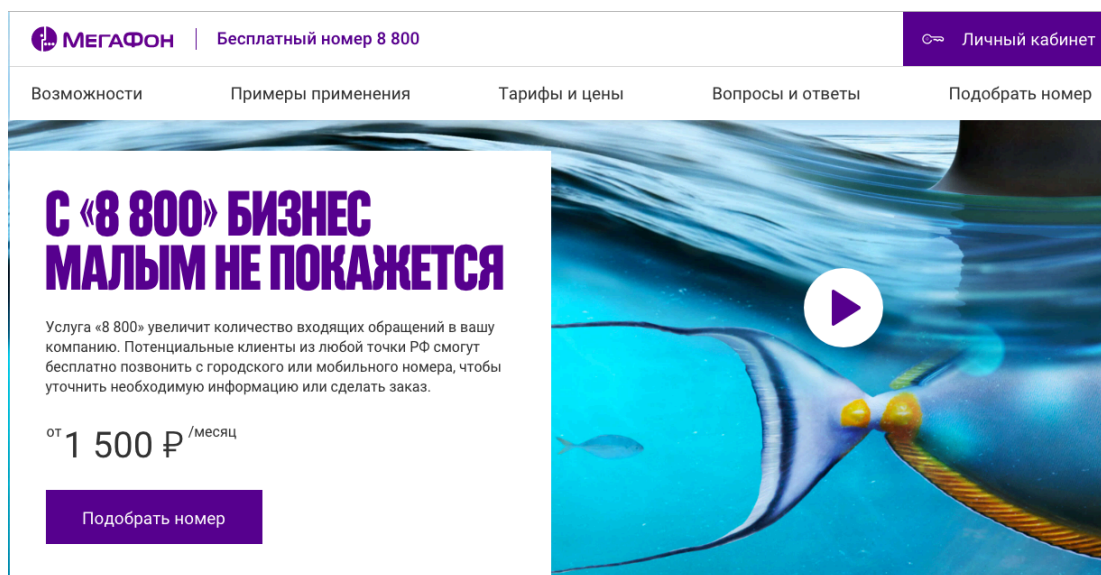 МЕГАФОН
Бесплатный номер 8 800
Личный кабинет
Возможности
Примеры применения
Тарифы и цены
Вопросы и ответы
Подобрать номер
С «8 800» БИЗНЕС
МАЛЫМ НЕ ПОКАЖЕТСЯ
Услуга «8 800» увеличит количество входящих обращений в вашу
компанию. Потенциальные клиенты из любой точки РФ смогут
бесплатно позвонить с городского или мобильного номера, чтобы
уточнить необходимую информацию или сделать заказ.
от 1 500 ₽ /месяц
Подобрать номер